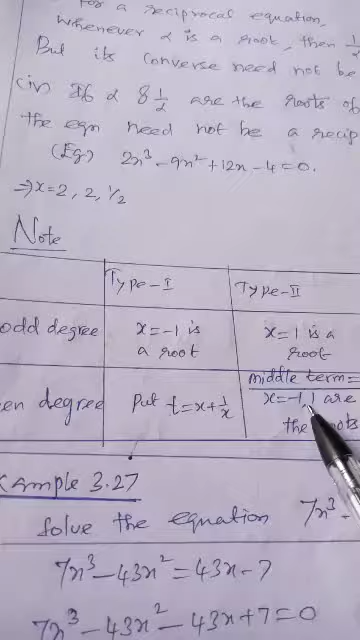 For a reciprocal equation,
whenever α is a root, then 1/α
But its converse need not be
(iv) If α & 1/α are the roots of
the eqn need not be a recip
(Eg) 2x³ - 9x² + 12x - 4 = 0.
⇒ x = 2, 2, 1/2
Note
Type-I Type-II
odd degree x = -1 is a root x = 1 is a root
en degree Put t = x + 1/x middle term = x = -1, 1 are the roots
xample 3.27
Solve the equation 7x³ -
7x³ - 43x² = 43x - 7
7x³ - 43x² - 43x + 7 = 0